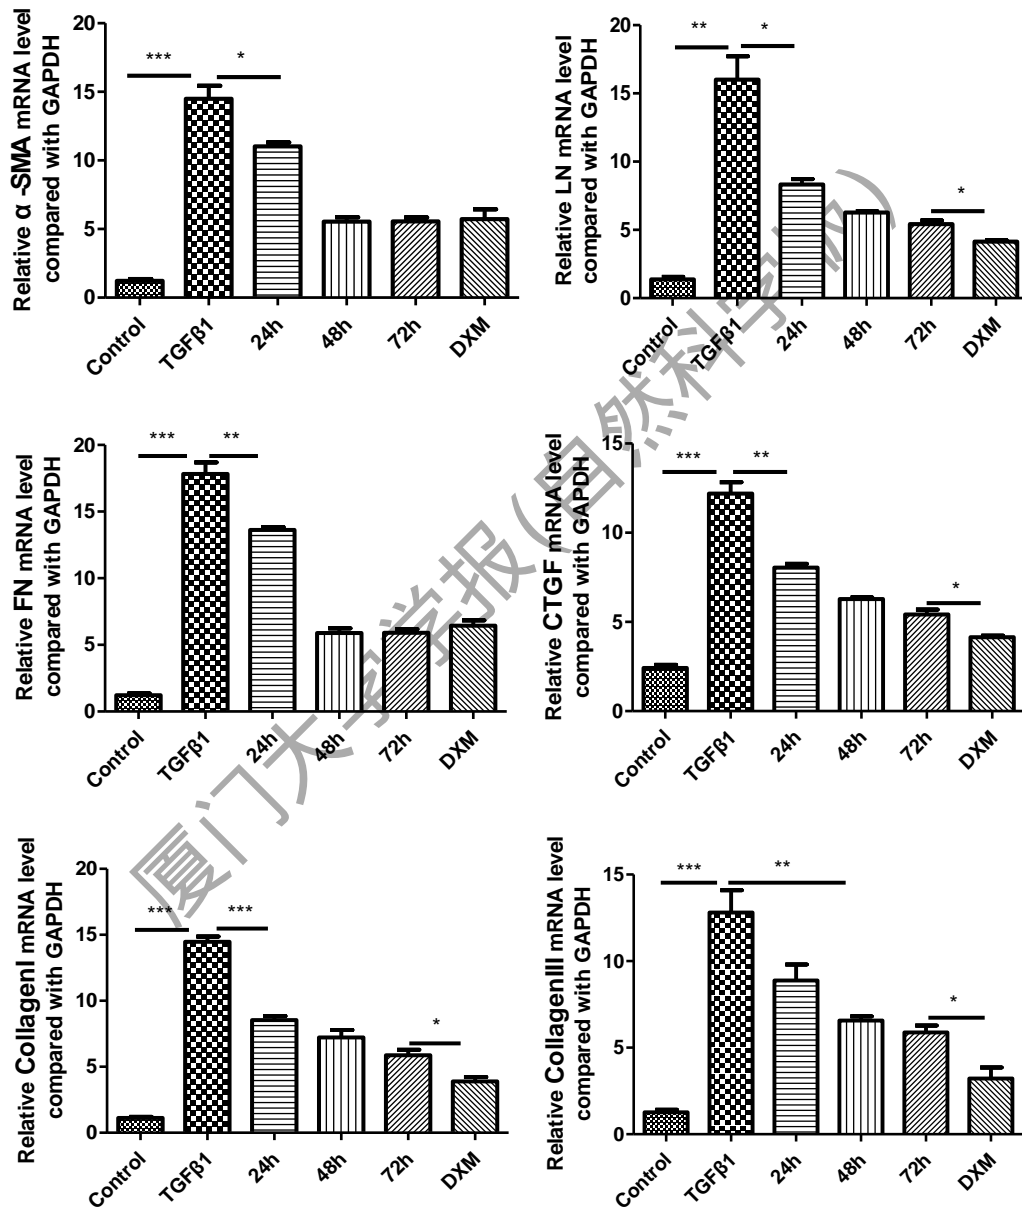 Relative α-SMA mRNA level
compared with GAPDH
20
15
10
5
0
***
*
Control
TGFβ1
24h
48h
72h
DXM
Relative LN mRNA level
compared with GAPDH
20
15
10
5
0
**
*
*
Control
TGFβ1
24h
48h
72h
DXM
Relative FN mRNA level
compared with GAPDH
20
15
10
5
0
***
**
Control
TGFβ1
24h
48h
72h
DXM
Relative CTGF mRNA level
compared with GAPDH
15
10
5
0
***
**
*
Control
TGFβ1
24h
48h
72h
DXM
Relative CollagenI mRNA level
compared with GAPDH
20
15
10
5
0
***
***
*
Control
TGFβ1
24h
48h
72h
DXM
Relative CollagenIII mRNA level
compared with GAPDH
15
10
5
0
***
**
*
Control
TGFβ1
24h
48h
72h
DXM
厦门大学学报(自然科学版)